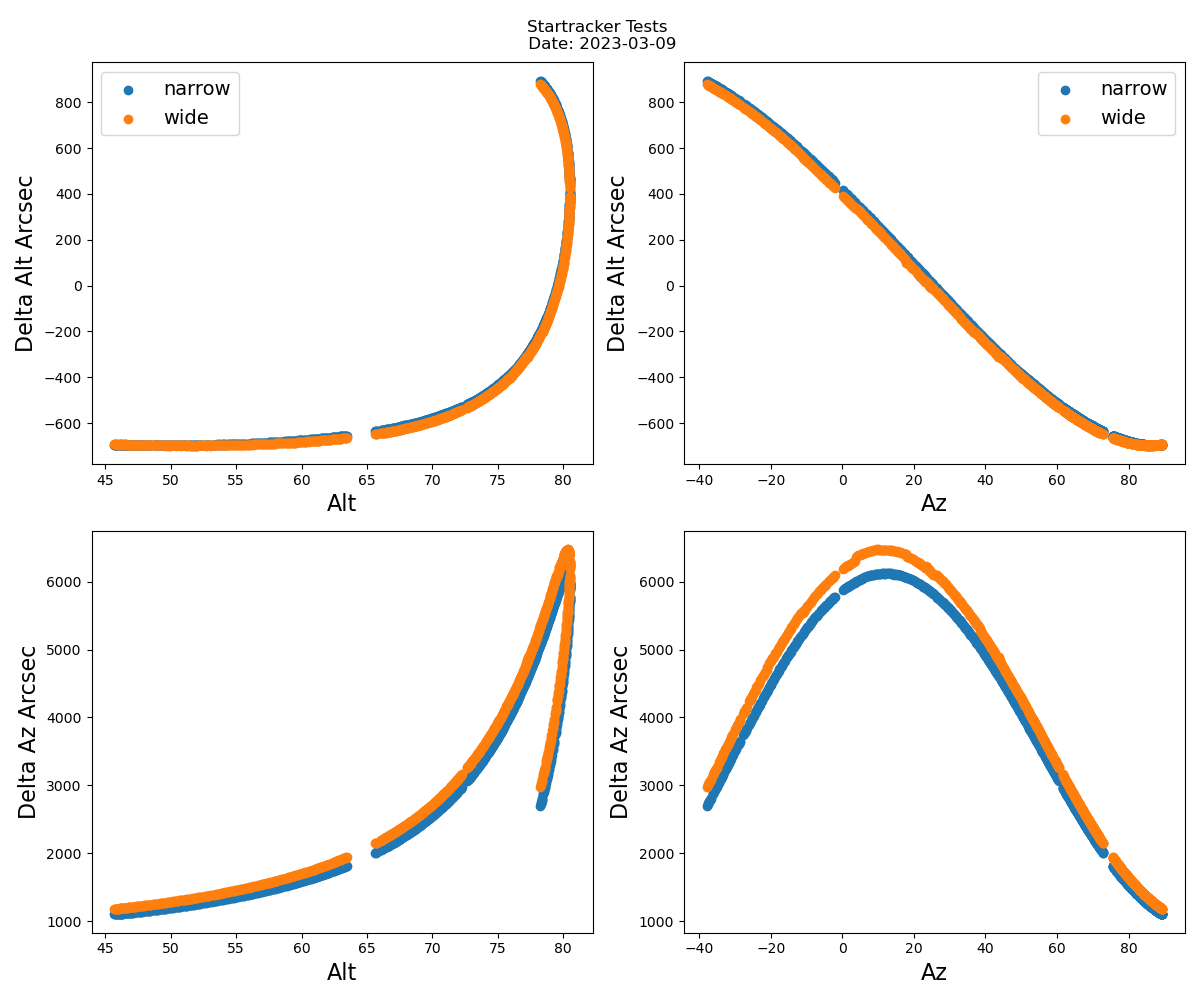 Startracker Tests
Date: 2023-03-09
narrow
wide
800
600
400
200
0
−200
−400
−600
Delta Alt Arcsec
45 50 55 60 65 70 75 80
Alt
narrow
wide
800
600
400
200
0
−200
−400
−600
Delta Alt Arcsec
−40 −20 0 20 40 60 80
Az
6000
5000
4000
3000
2000
1000
Delta Az Arcsec
45 50 55 60 65 70 75 80
Alt
6000
5000
4000
3000
2000
1000
Delta Az Arcsec
−40 −20 0 20 40 60 80
Az